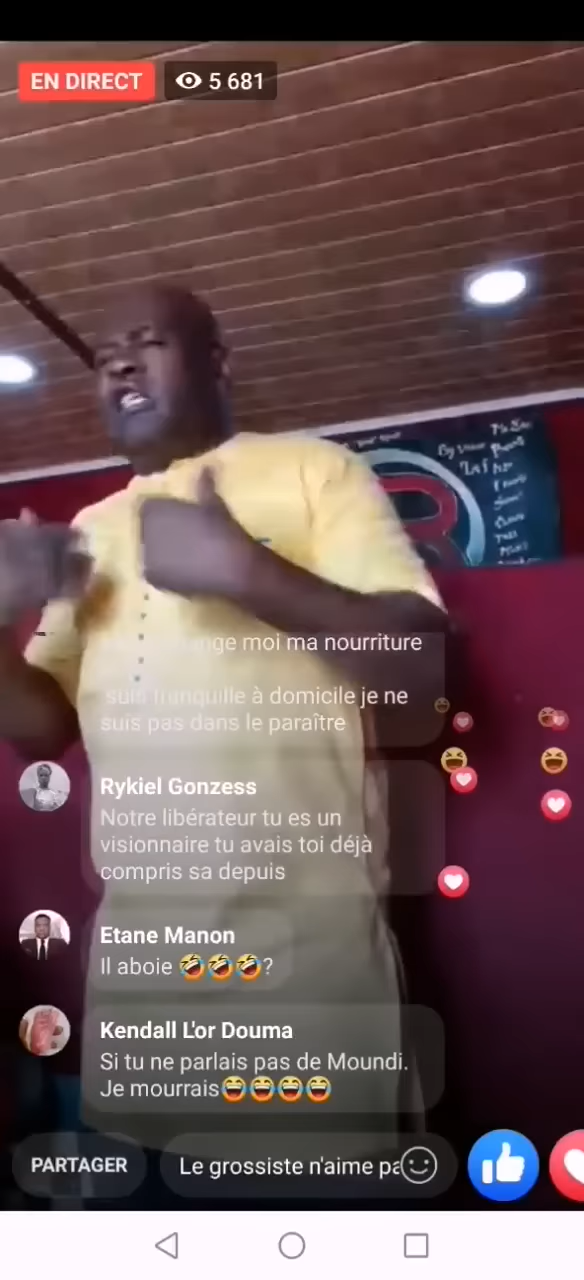 EN DIRECT
5 681
moi ma nourriture
suis tranquille à domicile je ne
suis pas dans le paraître
Rykiel Gonzess
Notre libérateur tu es un
visionnaire tu avais toi déjà
compris sa depuis
Etane Manon
Il aboie 🤣🤣🤣?
Kendall L'or Douma
Si tu ne parlais pas de Moundi.
Je mourrais😄😄😄😄
PARTAGER
Le grossiste n'aime pa